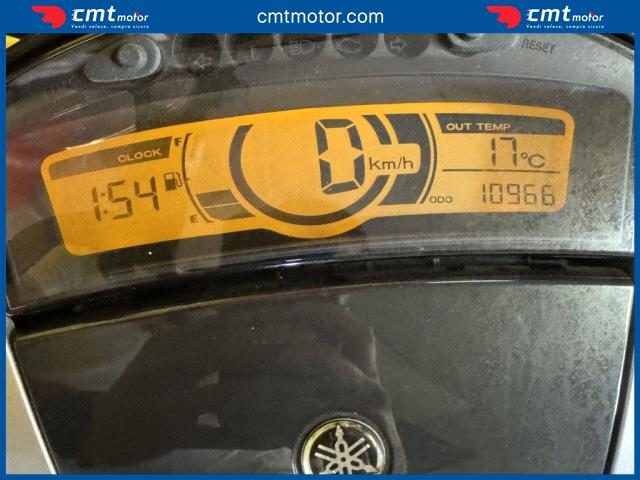 cmt motor
Vendi veloce, compra sicuro
cmtmotor.com
cmt motor
Vendi veloce, compra sicuro
SELECT
RESET
CLOCK
F
1:54
E
0
km/h
OUT TEMP
17°C
ODO
10966